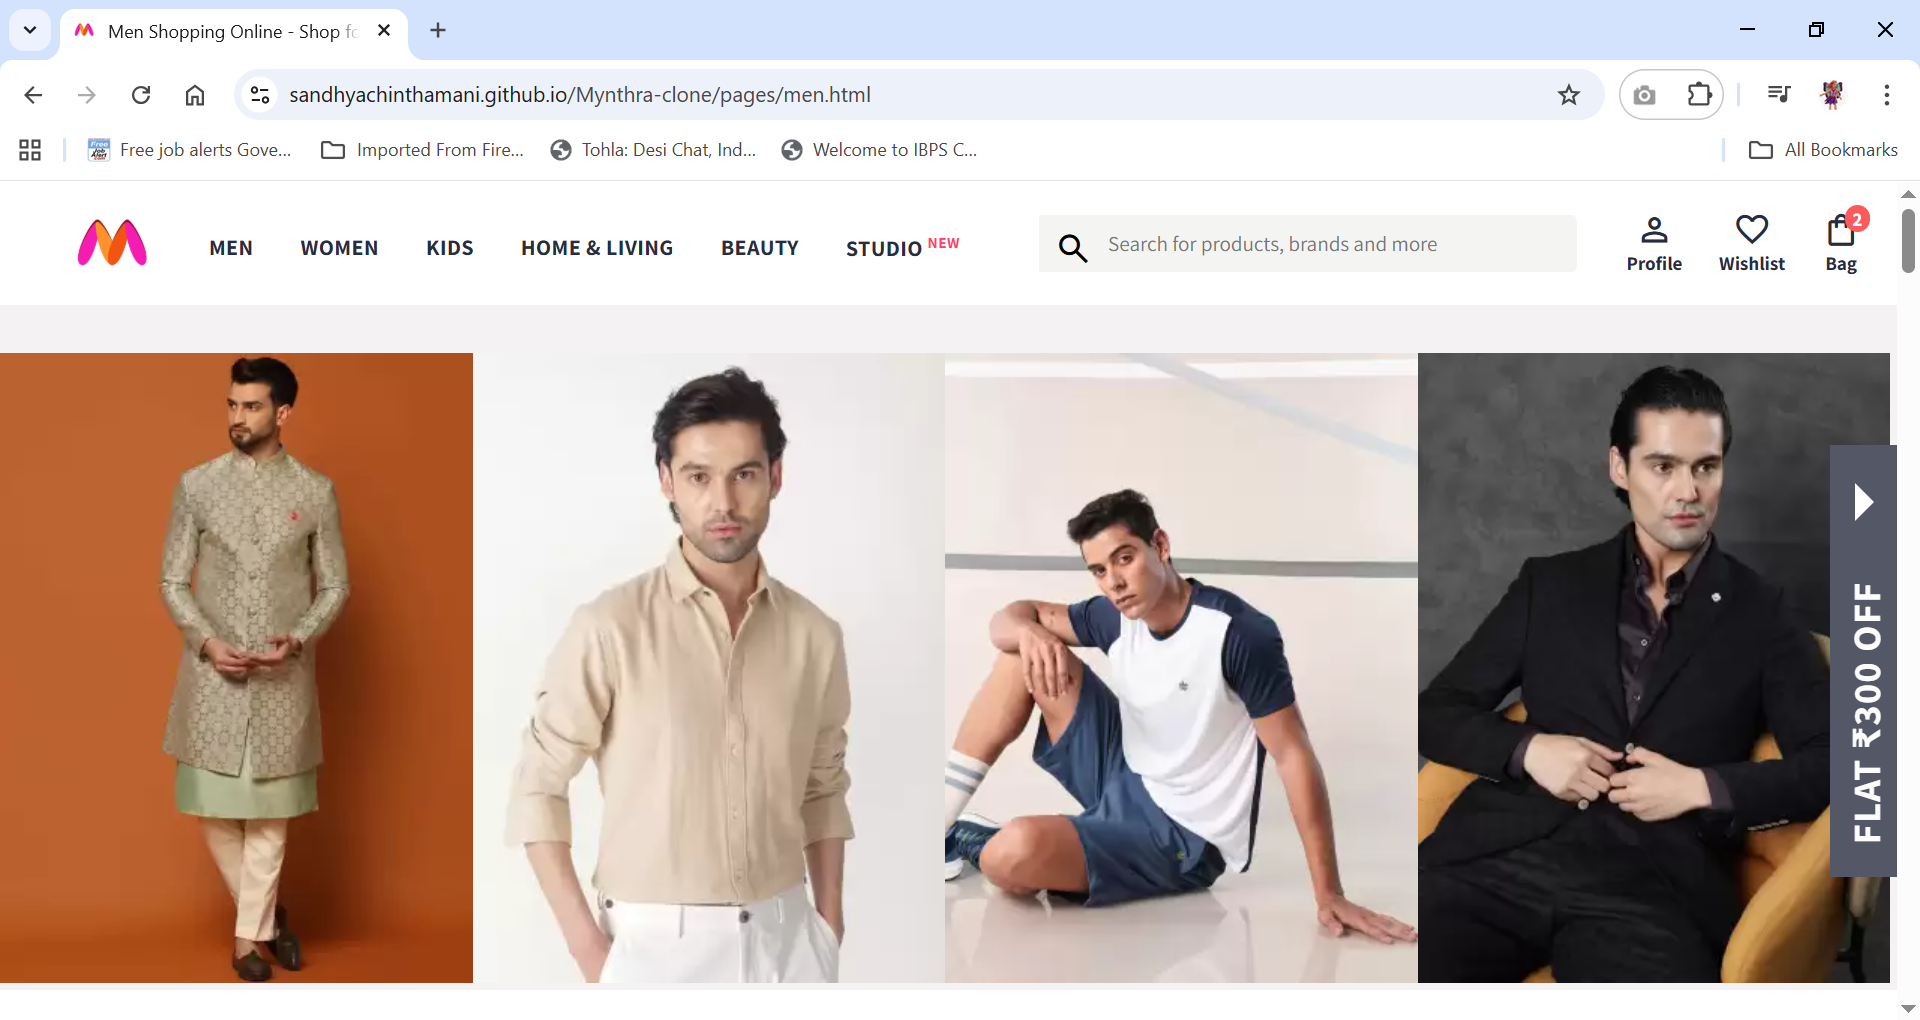 Men Shopping Online - Shop fo
sandhyachinthamani.github.io/Mynthra-clone/pages/men.html
Free job alerts Gove...
Imported From Fire...
Tohla: Desi Chat, Ind...
Welcome to IBPS C...
All Bookmarks
MEN
WOMEN
KIDS
HOME & LIVING
BEAUTY
STUDIO NEW
Search for products, brands and more
Profile
Wishlist
2
Bag
FLAT ₹300 OFF